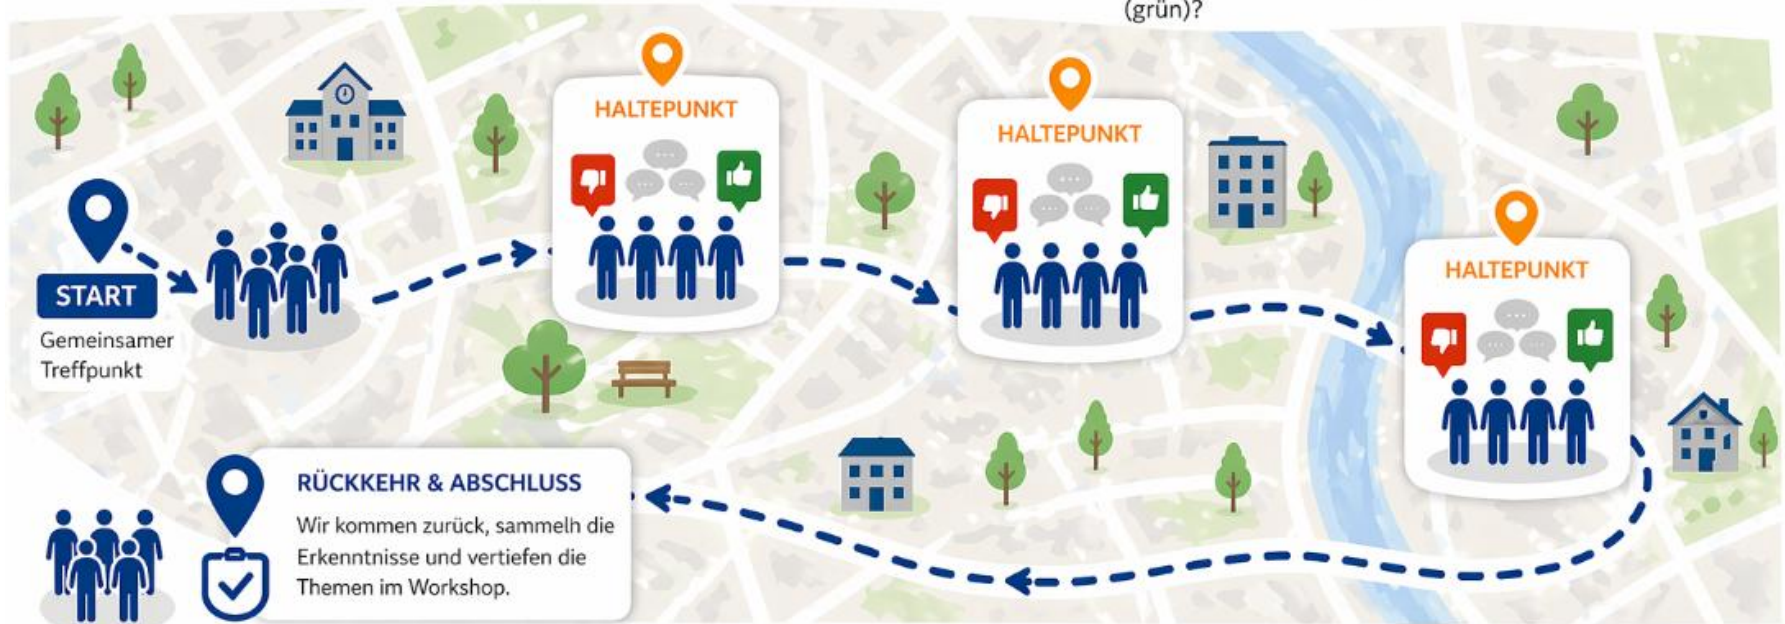 (grün)?
HALTEPUNKT
HALTEPUNKT
HALTEPUNKT
START
Gemeinsamer
Treffpunkt
RÜCKKEHR & ABSCHLUSS
Wir kommen zurück, sammelh die
Erkenntnisse und vertiefen die
Themen im Workshop.